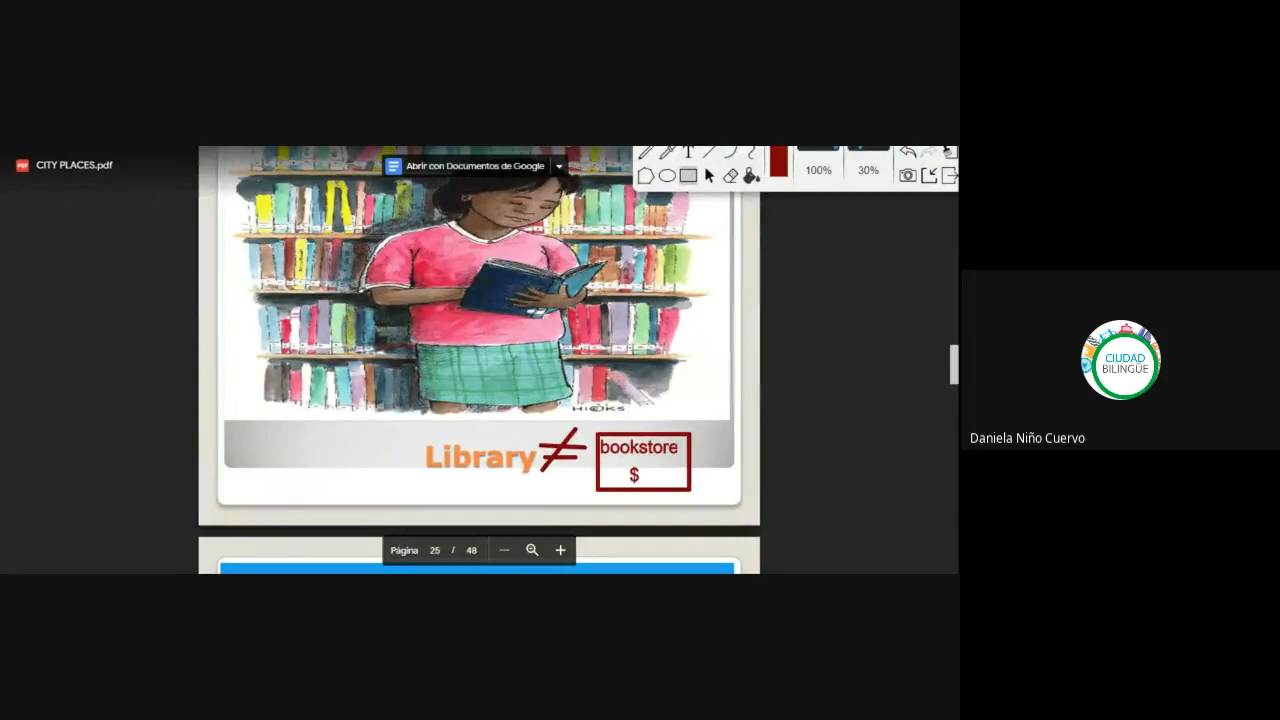 CITY PLACES.pdf
Abrir con Documentos de Google
T
100%
30%
HICKS
Library ≠ bookstore
$
Página 25 / 48
CIUDAD
BILINGÜE
Daniela Niño Cuervo